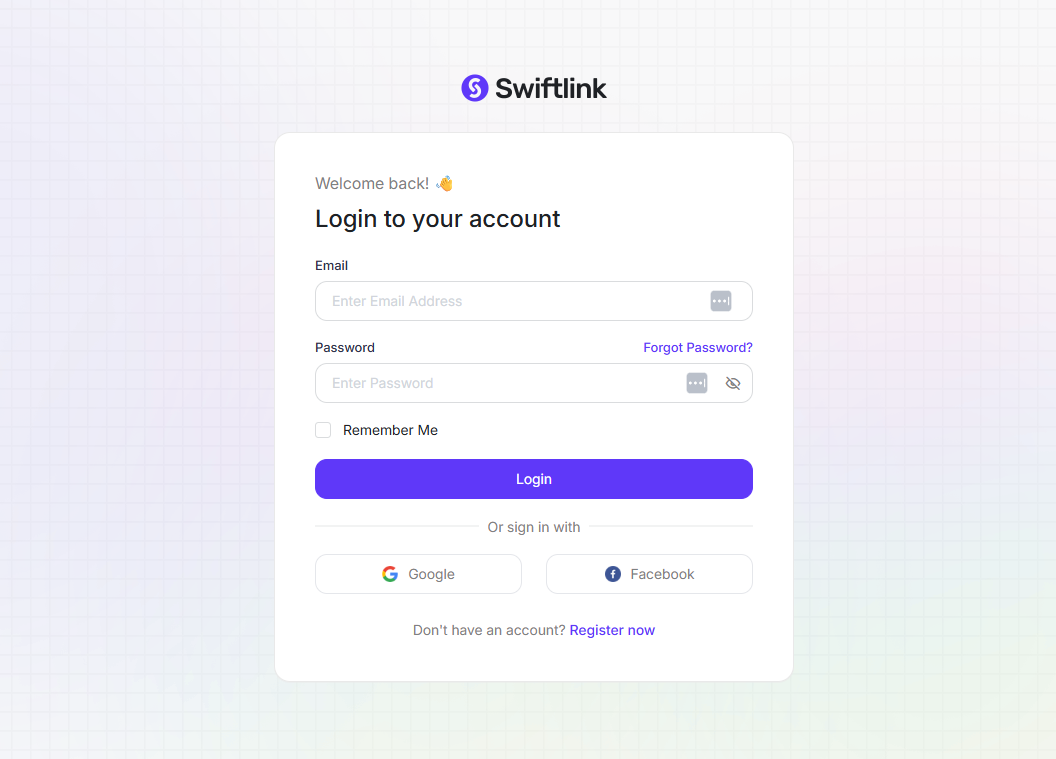 Swiftlink
Welcome back! 👋
Login to your account
Email
Enter Email Address
Password Forgot Password?
Enter Password
Remember Me
Login
Or sign in with
Google Facebook
Don't have an account? Register now